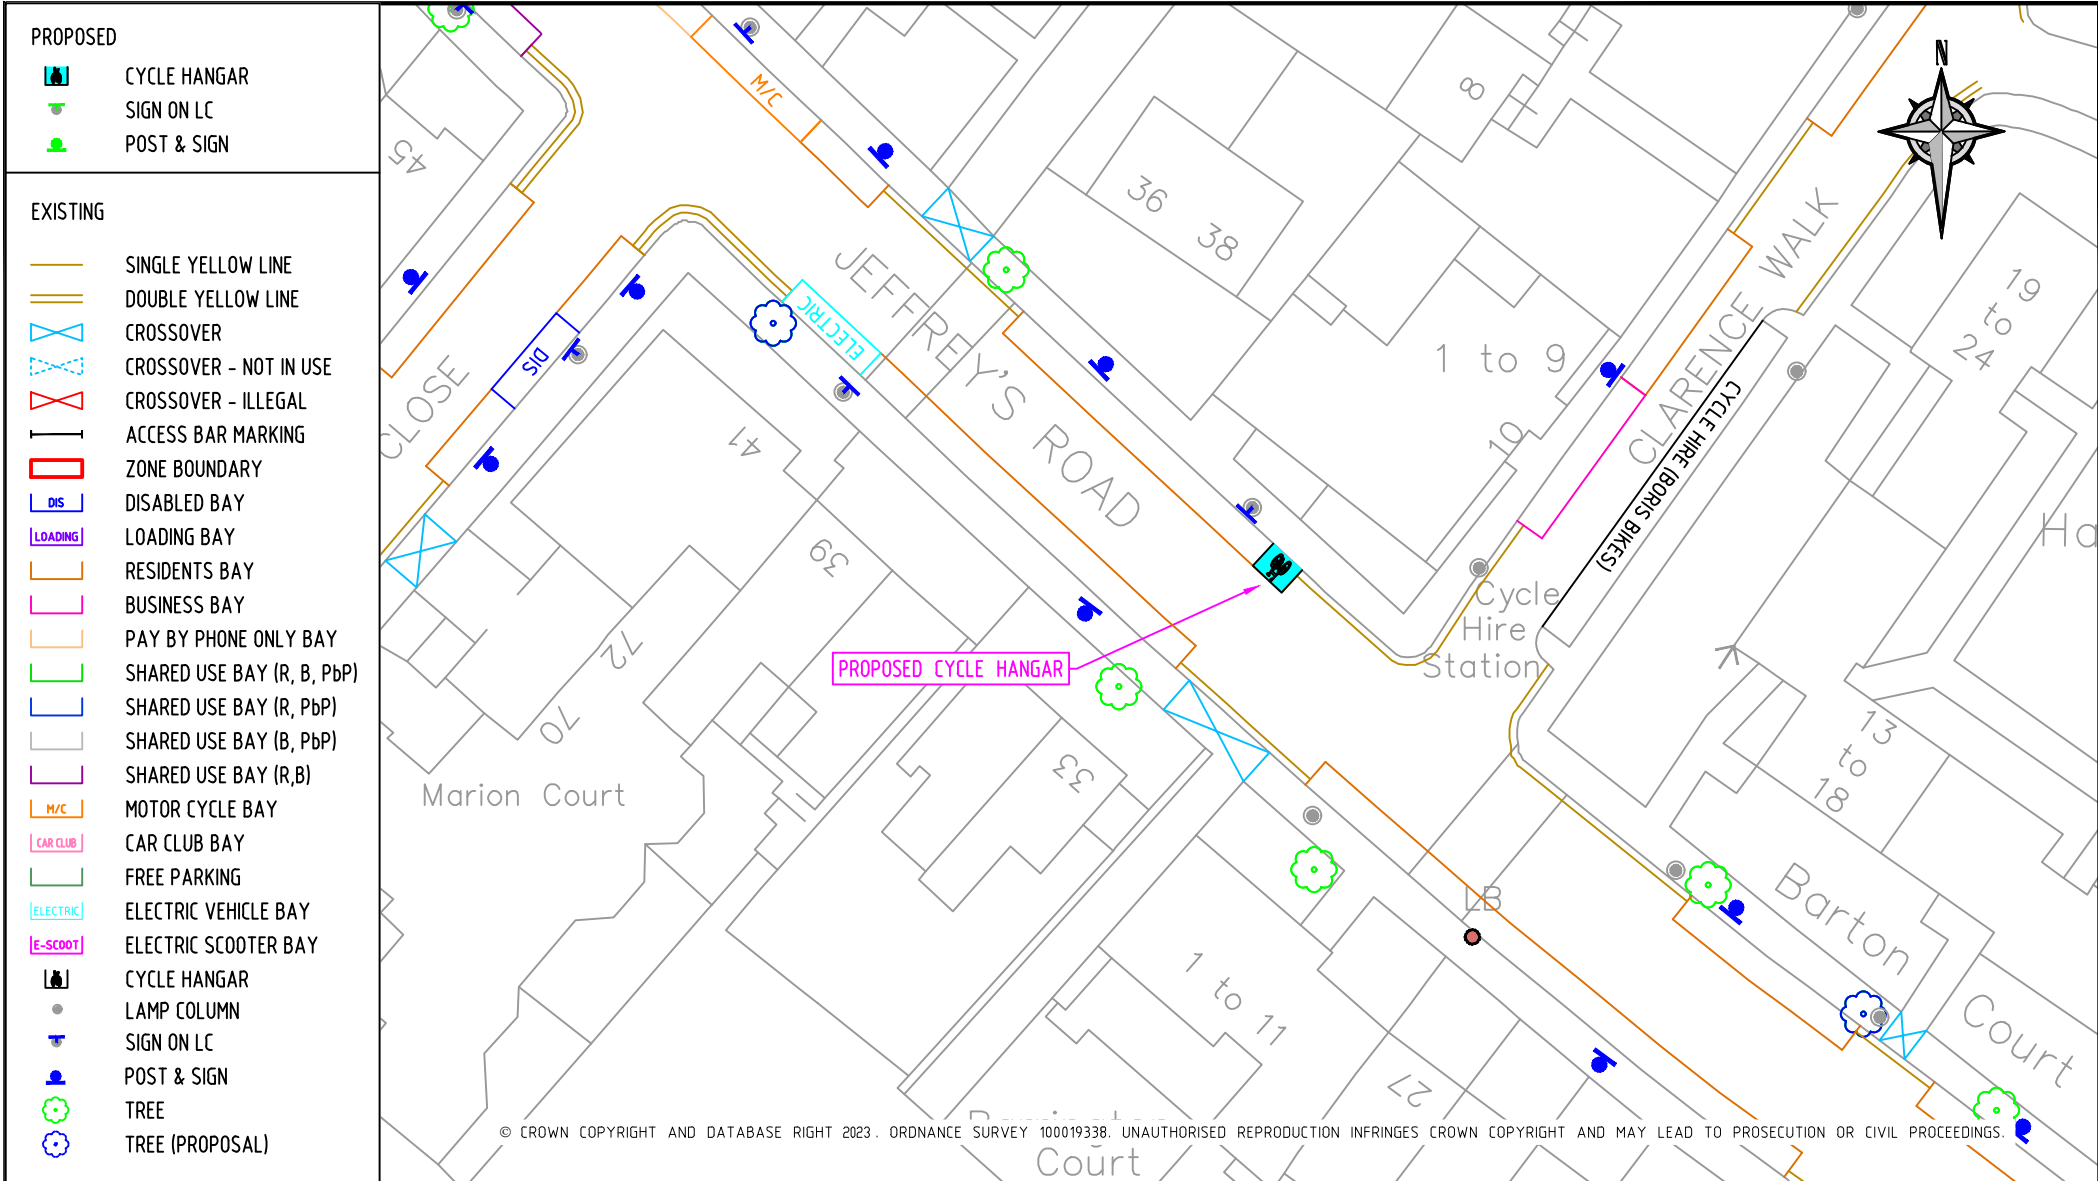 PROPOSED
CYCLE HANGAR
SIGN ON LC
POST & SIGN
EXISTING
SINGLE YELLOW LINE
DOUBLE YELLOW LINE
CROSSOVER
CROSSOVER - NOT IN USE
CROSSOVER - ILLEGAL
ACCESS BAR MARKING
ZONE BOUNDARY
DIS DISABLED BAY
LOADING LOADING BAY
RESIDENTS BAY
BUSINESS BAY
PAY BY PHONE ONLY BAY
SHARED USE BAY (R, B, PbP)
SHARED USE BAY (R, PbP)
SHARED USE BAY (B, PbP)
SHARED USE BAY (R,B)
M/C MOTOR CYCLE BAY
CAR CLUB CAR CLUB BAY
FREE PARKING
ELECTRIC ELECTRIC VEHICLE BAY
E-SCOOT ELECTRIC SCOOTER BAY
CYCLE HANGAR
LAMP COLUMN
SIGN ON LC
POST & SIGN
TREE
TREE (PROPOSAL)
N
M/C
8
45
36
38
JEFFREY'S ROAD
CLARENCE WALK
19
to
24
ELECTRIC
DIS
CLOSE
1 to 9
10
CYCLE HIRE (BORIS BIKES)
41
39
72
70
Cycle
Hire
Station
Ha
PROPOSED CYCLE HANGAR
Marion Court
33
13
to
18
LB
Barton
Court
1 to 11
27
© CROWN COPYRIGHT AND DATABASE RIGHT 2023. ORDNANCE SURVEY 100019338. UNAUTHORISED REPRODUCTION INFRINGES CROWN COPYRIGHT AND MAY LEAD TO PROSECUTION OR CIVIL PROCEEDINGS.
Court